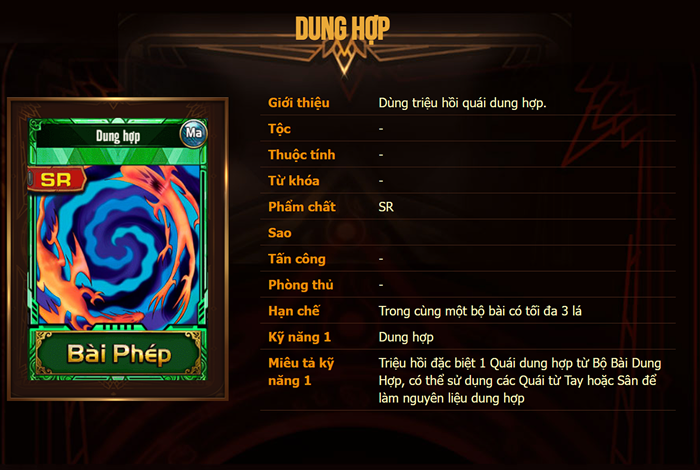 DUNG HỢP
Dung hợp
Ma
SR
Bài Phép
Giới thiệu Dùng triệu hồi quái dung hợp.
Tộc -
Thuộc tính -
Từ khóa -
Phẩm chất SR
Sao
Tấn công -
Phòng thủ -
Hạn chế Trong cùng một bộ bài có tối đa 3 lá
Kỹ năng 1 Dung hợp
Miêu tả kỹ năng 1 Triệu hồi đặc biệt 1 Quái dung hợp từ Bộ Bài Dung
Hợp, có thể sử dụng các Quái từ Tay hoặc Sân để
làm nguyên liệu dung hợp